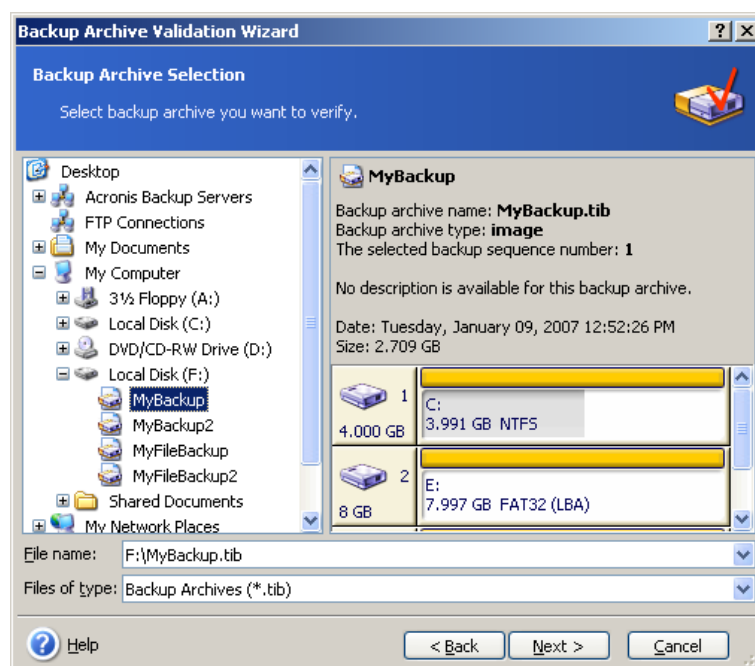 Backup Archive Validation Wizard
Backup Archive Selection
Select backup archive you want to verify.
Desktop
Acronis Backup Servers
FTP Connections
My Documents
My Computer
3½ Floppy (A:)
Local Disk (C:)
DVD/CD-RW Drive (D:)
Local Disk (F:)
MyBackup
MyBackup2
MyFileBackup
MyFileBackup2
Shared Documents
My Network Places
MyBackup
Backup archive name: MyBackup.tib
Backup archive type: image
The selected backup sequence number: 1
No description is available for this backup archive.
Date: Tuesday, January 09, 2007 12:52:26 PM
Size: 2.709 GB
1
4.000 GB
C:
3.991 GB NTFS
2
8 GB
E:
7.997 GB FAT32 (LBA)
File name: F:\MyBackup.tib
Files of type: Backup Archives (*.tib)
Help
< Back
Next >
Cancel